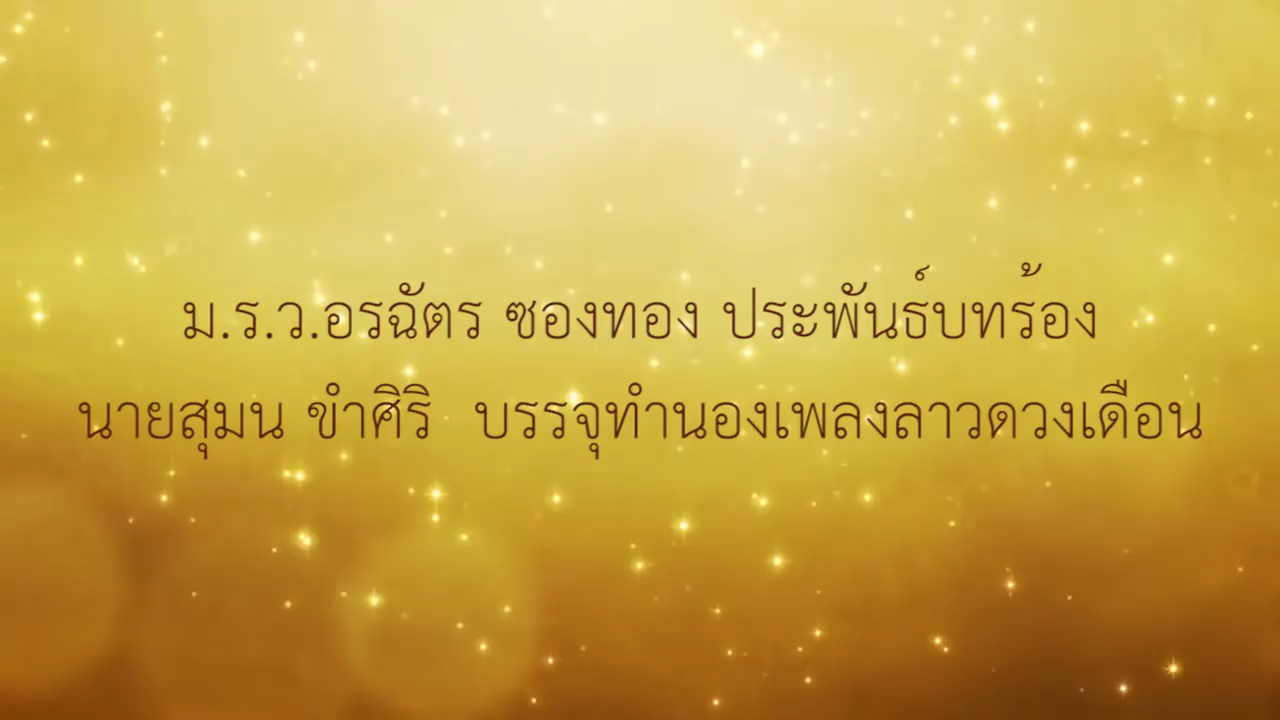 ม.ร.ว.อรฉัตร ซองทอง ประพันธ์บทร้อง
นายสุมน ขำศิริ บรรจุทำนองเพลงลาวดวงเดือน